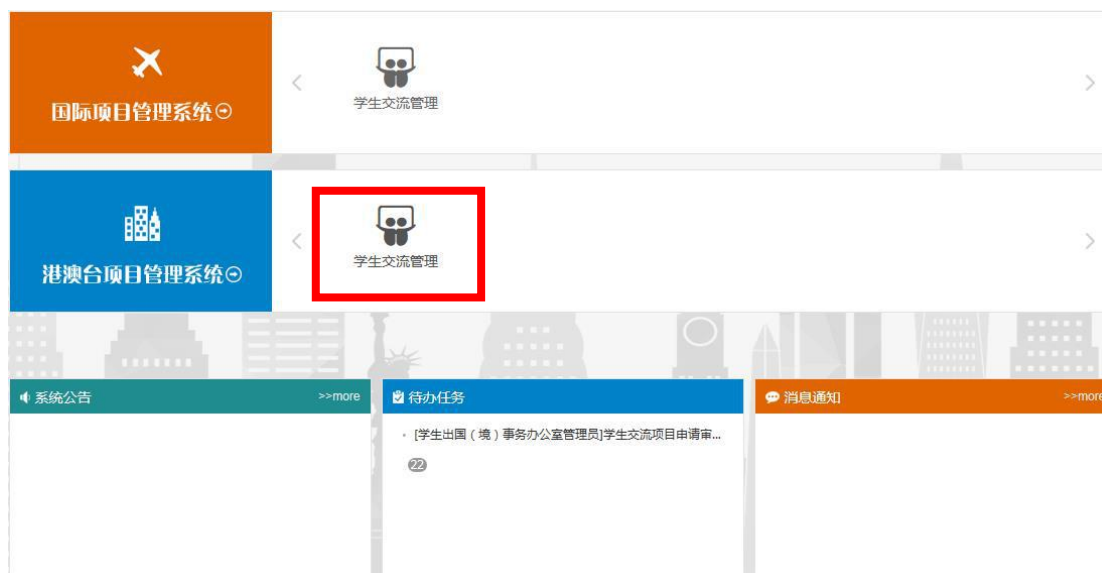 国际项目管理系统
学生交流管理
港澳台项目管理系统
学生交流管理
系统公告 >>more
待办任务
消息通知 >>more
[学生出国（境）事务办公室管理员]学生交流项目申请审...
22